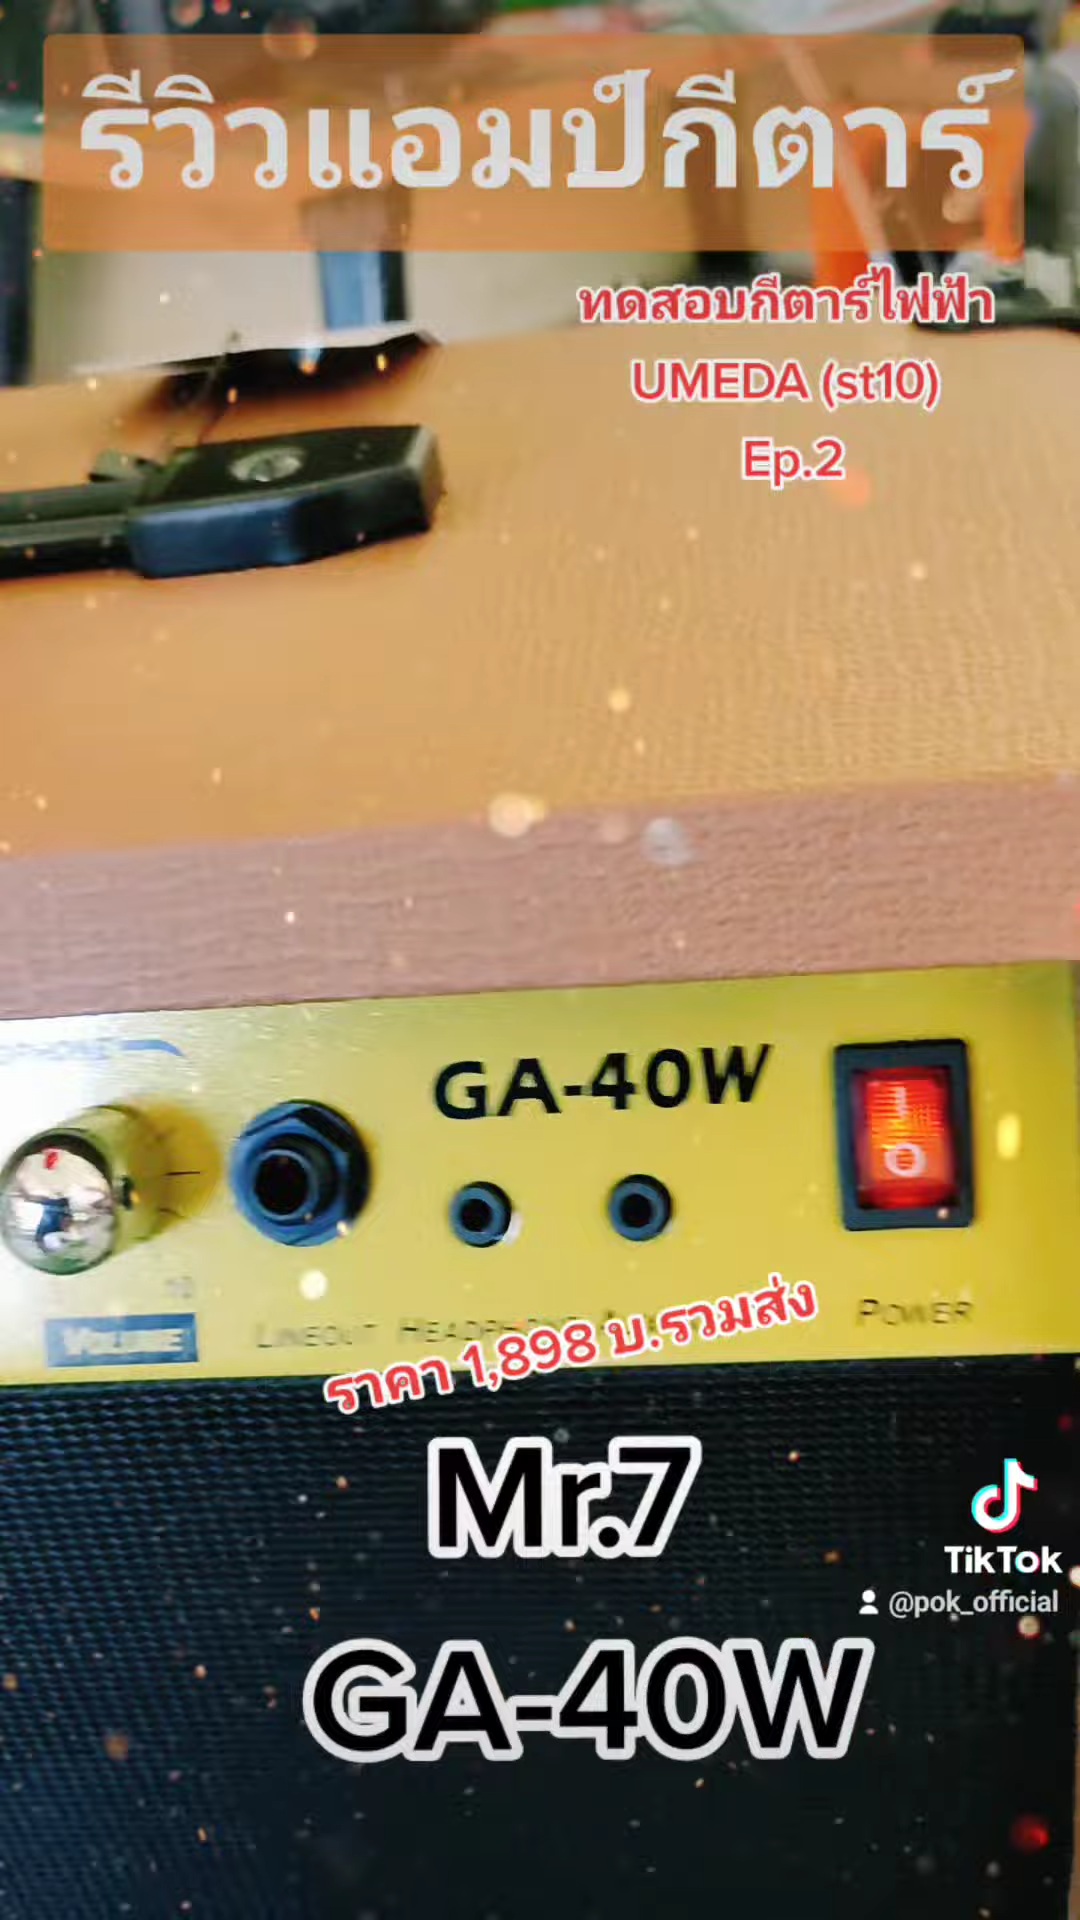 รีวิวแอมป์กีตาร์
ทดสอบกีตาร์ไฟฟ้า
UMEDA (st10)
Ep.2
GA-40W
10
VOLUME
LINEOUT
POWER
ราคา 1,898 บ.รวมส่ง
Mr.7
GA-40W
TikTok
@pok_official